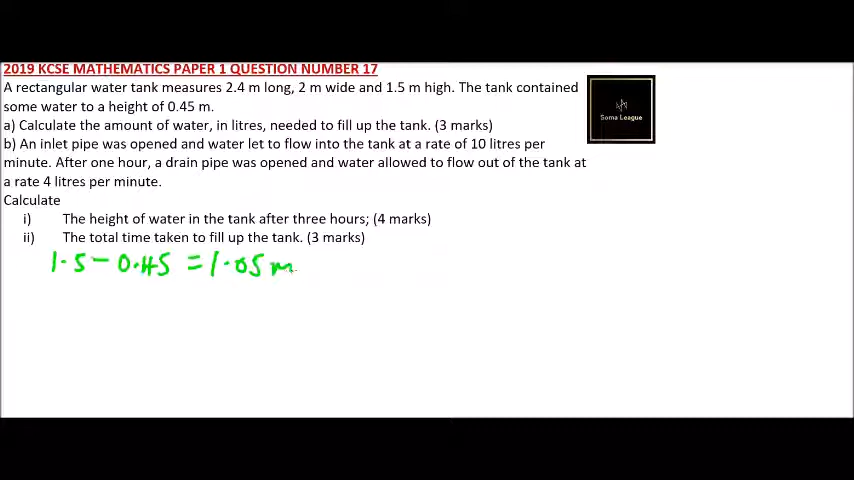 2019 KCSE MATHEMATICS PAPER 1 QUESTION NUMBER 17
A rectangular water tank measures 2.4 m long, 2 m wide and 1.5 m high. The tank contained
some water to a height of 0.45 m.
a) Calculate the amount of water, in litres, needed to fill up the tank. (3 marks)
b) An inlet pipe was opened and water let to flow into the tank at a rate of 10 litres per
minute. After one hour, a drain pipe was opened and water allowed to flow out of the tank at
a rate 4 litres per minute.
Calculate
i) The height of water in the tank after three hours; (4 marks)
ii) The total time taken to fill up the tank. (3 marks)
1.5 - 0.45 = 1.05 m
Soma League